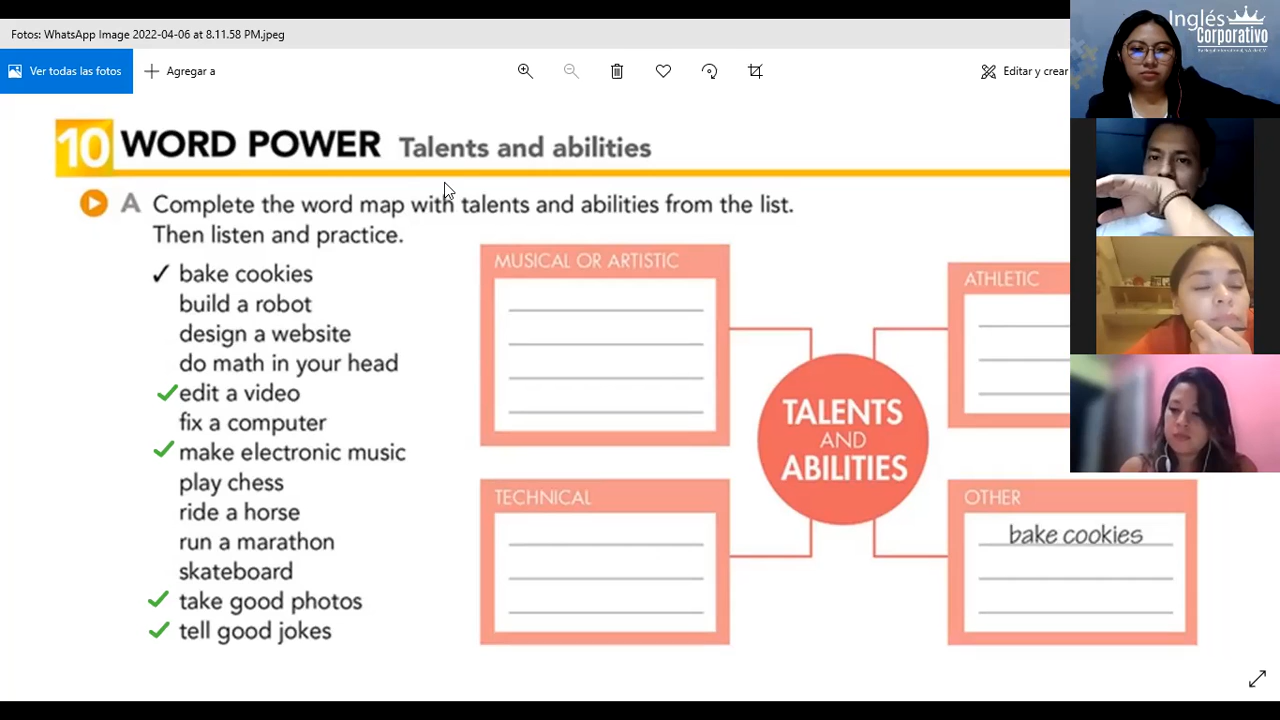 Fotos: WhatsApp Image 2022-04-06 at 8.11.58 PM.jpeg
Inglés
Corporativo
Ver todas las fotos
Agregar a
Editar y crear
10 WORD POWER Talents and abilities
A Complete the word map with talents and abilities from the list.
Then listen and practice.
✓ bake cookies
build a robot
design a website
do math in your head
✓ edit a video
fix a computer
✓ make electronic music
play chess
ride a horse
run a marathon
skateboard
✓ take good photos
✓ tell good jokes
MUSICAL OR ARTISTIC
ATHLETIC
TALENTS
AND
ABILITIES
TECHNICAL
OTHER
bake cookies